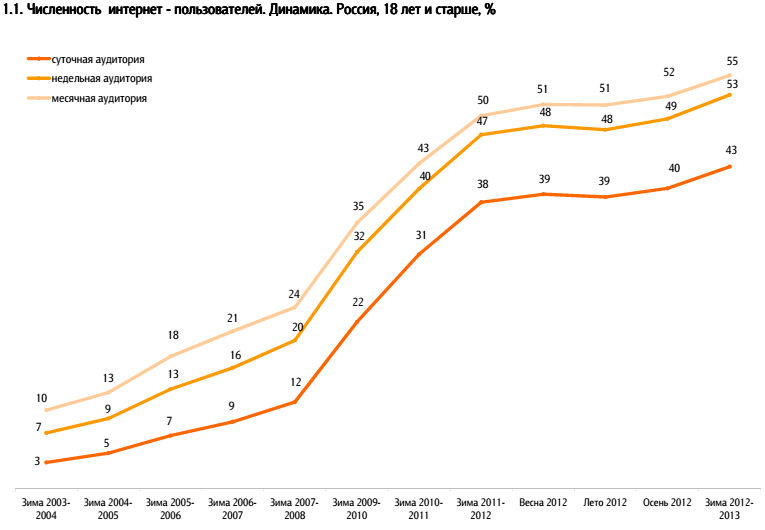 1.1. Численность интернет - пользователей. Динамика. Россия, 18 лет и старше, %
суточная аудитория
недельная аудитория
месячная аудитория
10 13 18 21 24 35 43 50 51 51 52 55
7 9 13 16 20 32 40 47 48 48 49 53
3 5 7 9 12 22 31 38 39 39 40 43
Зима 2003- Зима 2004- Зима 2005- Зима 2006- Зима 2007- Зима 2009- Зима 2010- Зима 2011- Весна 2012 Лето 2012 Осень 2012 Зима 2012-
2004 2005 2006 2007 2008 2010 2011 2012 2013